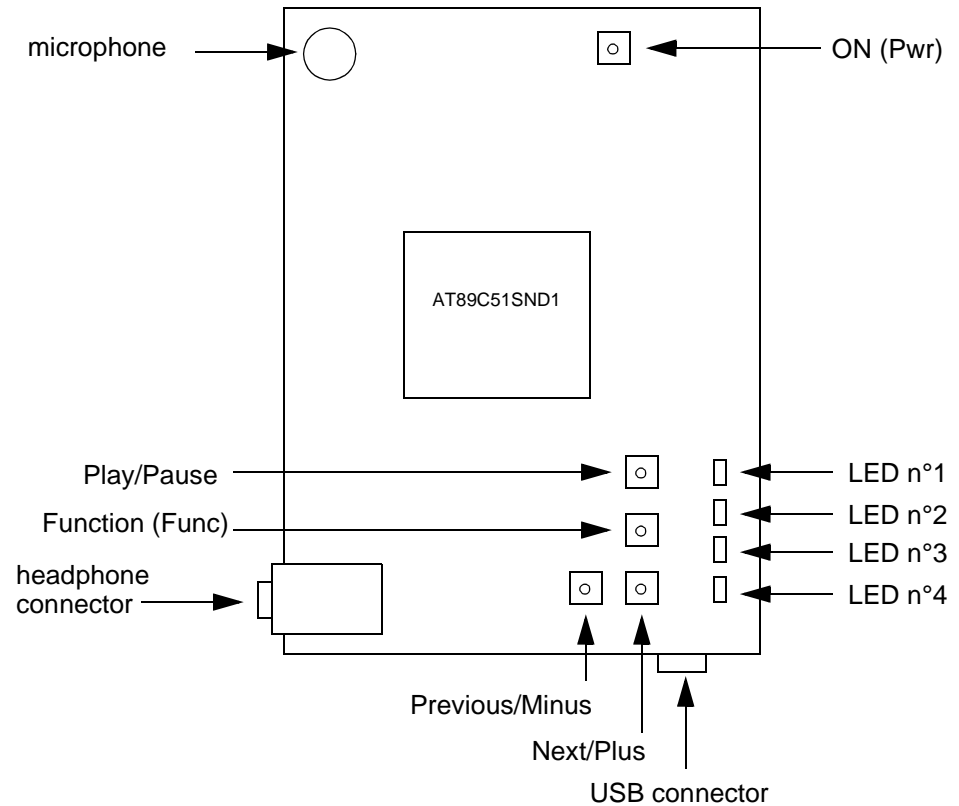 microphone
ON (Pwr)
AT89C51SND1
Play/Pause
LED n°1
Function (Func)
LED n°2
LED n°3
headphone
connector
LED n°4
Previous/Minus
Next/Plus
USB connector